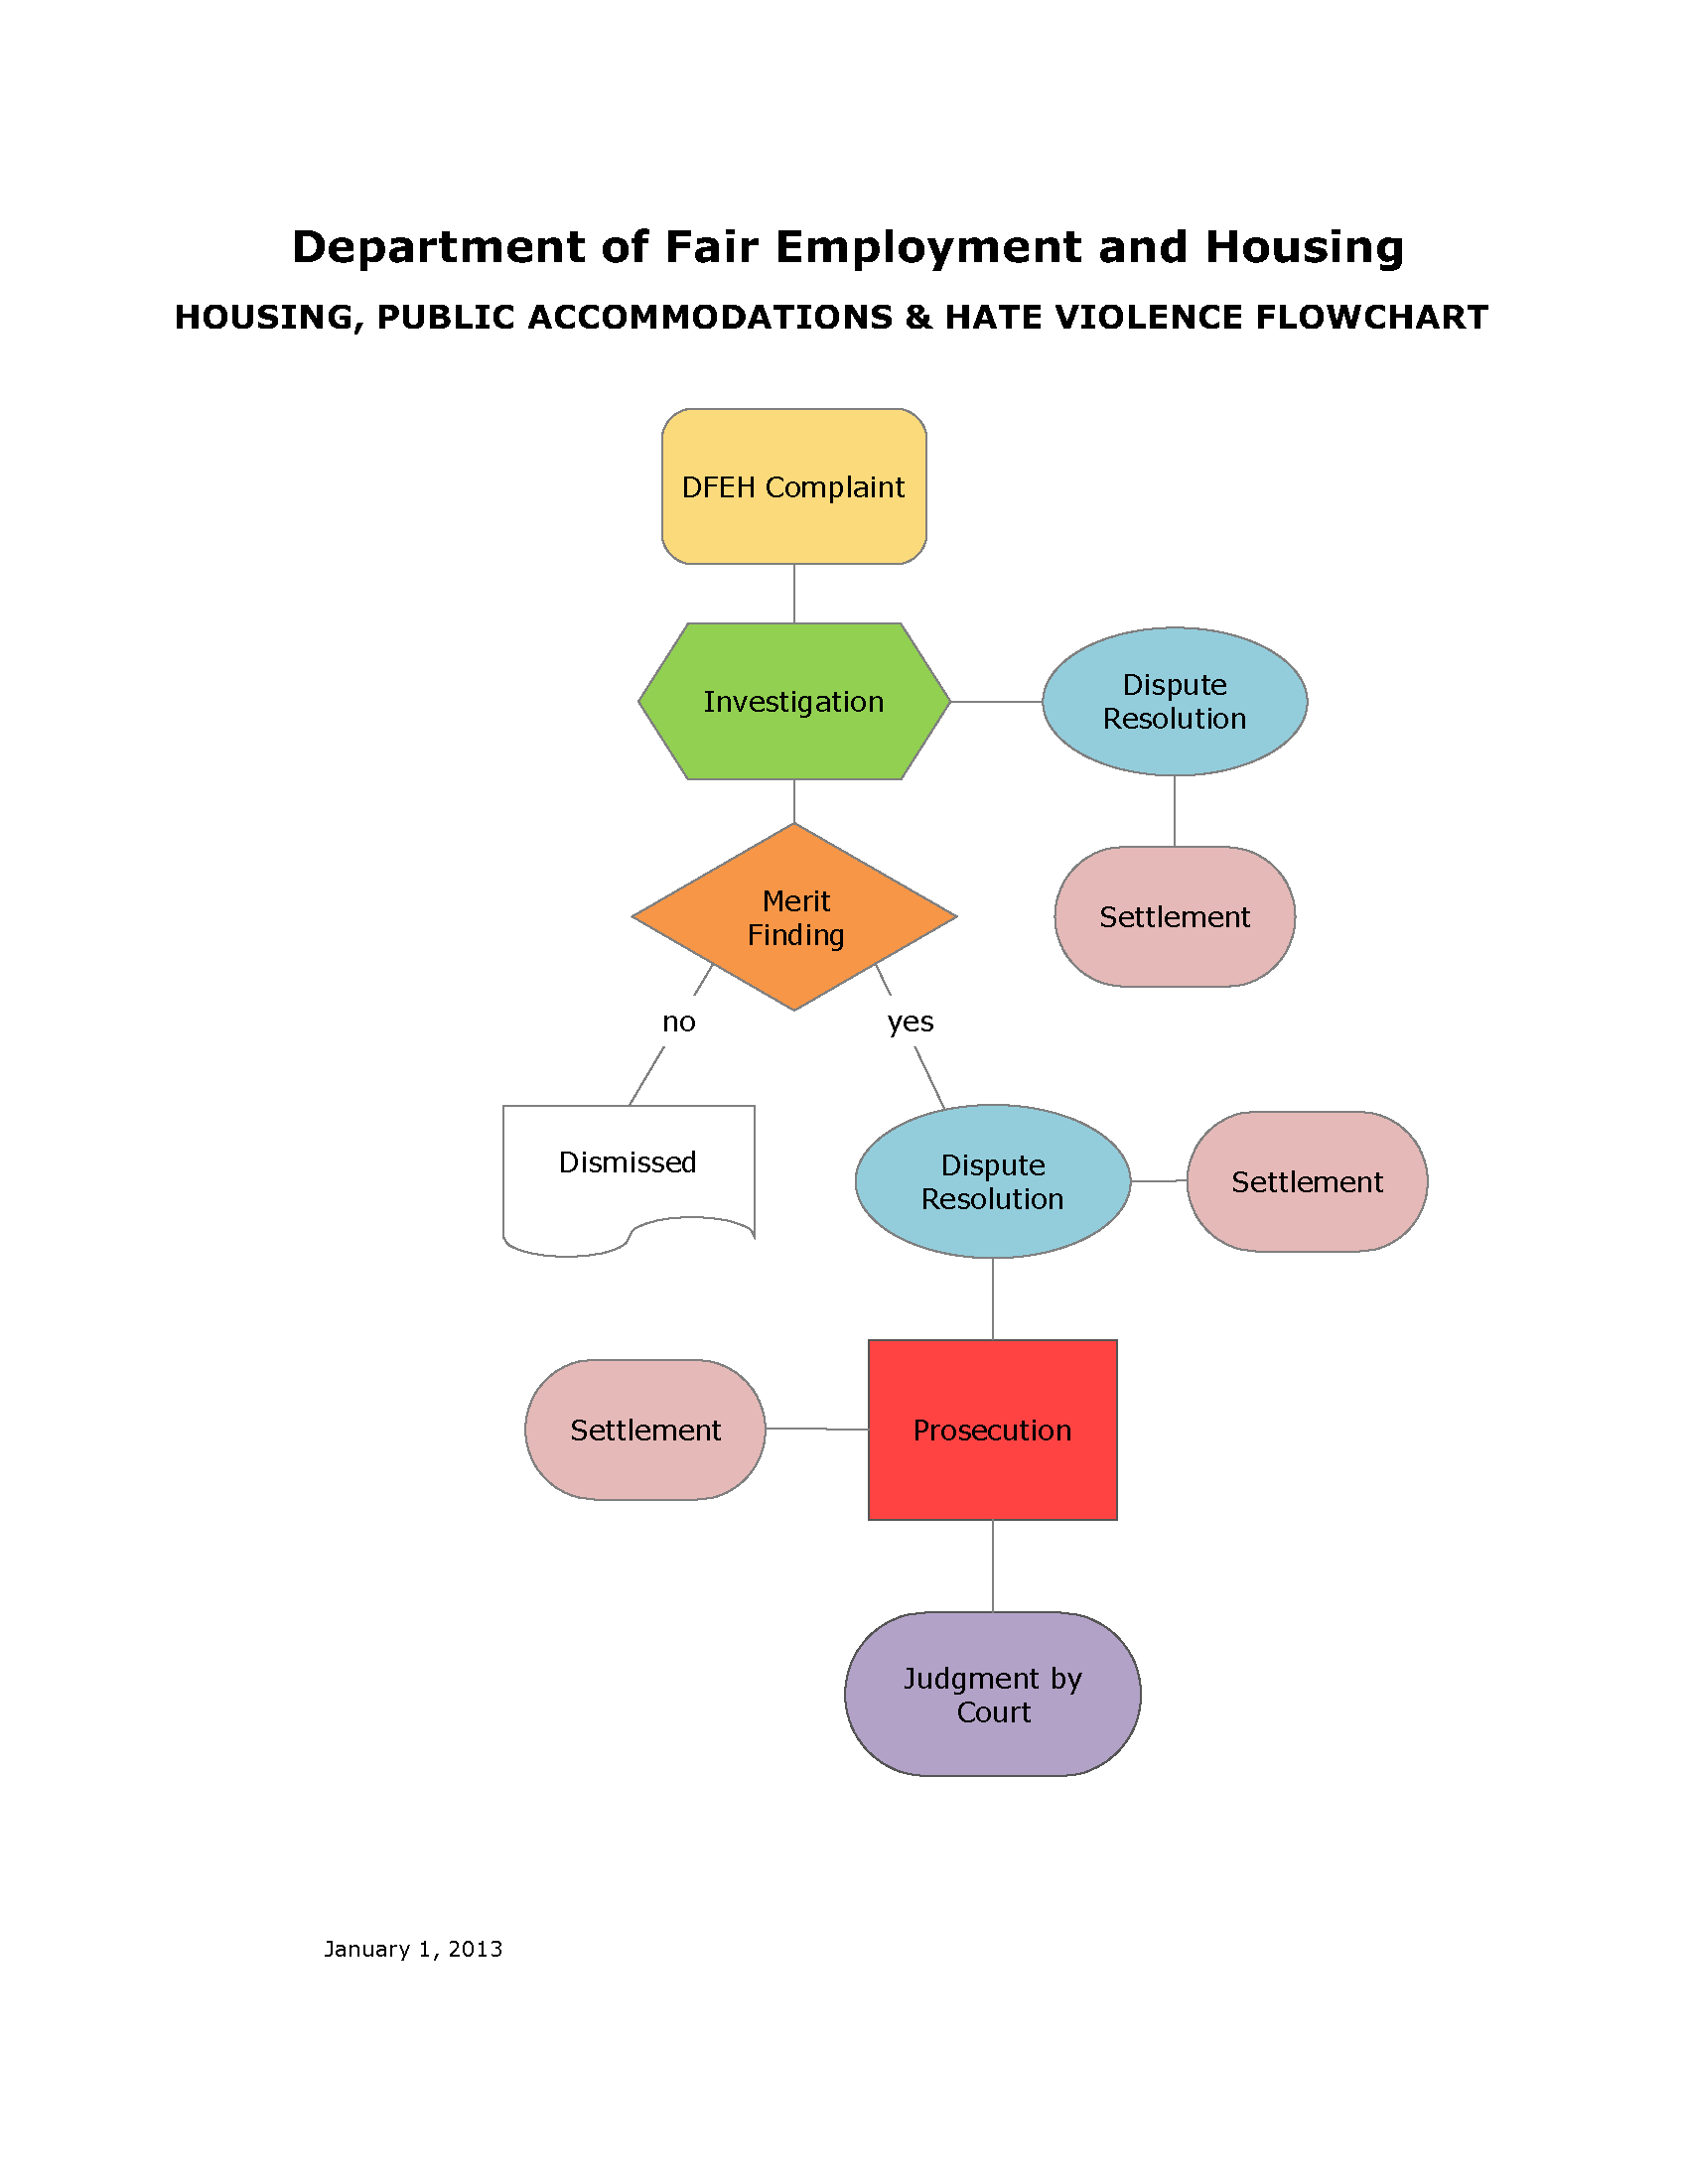 Department of Fair Employment and Housing
HOUSING, PUBLIC ACCOMMODATIONS & HATE VIOLENCE FLOWCHART
DFEH Complaint
Investigation
Dispute
Resolution
Merit
Finding
Settlement
no
yes
Dismissed
Dispute
Resolution
Settlement
Settlement
Prosecution
Judgment by
Court
January 1, 2013